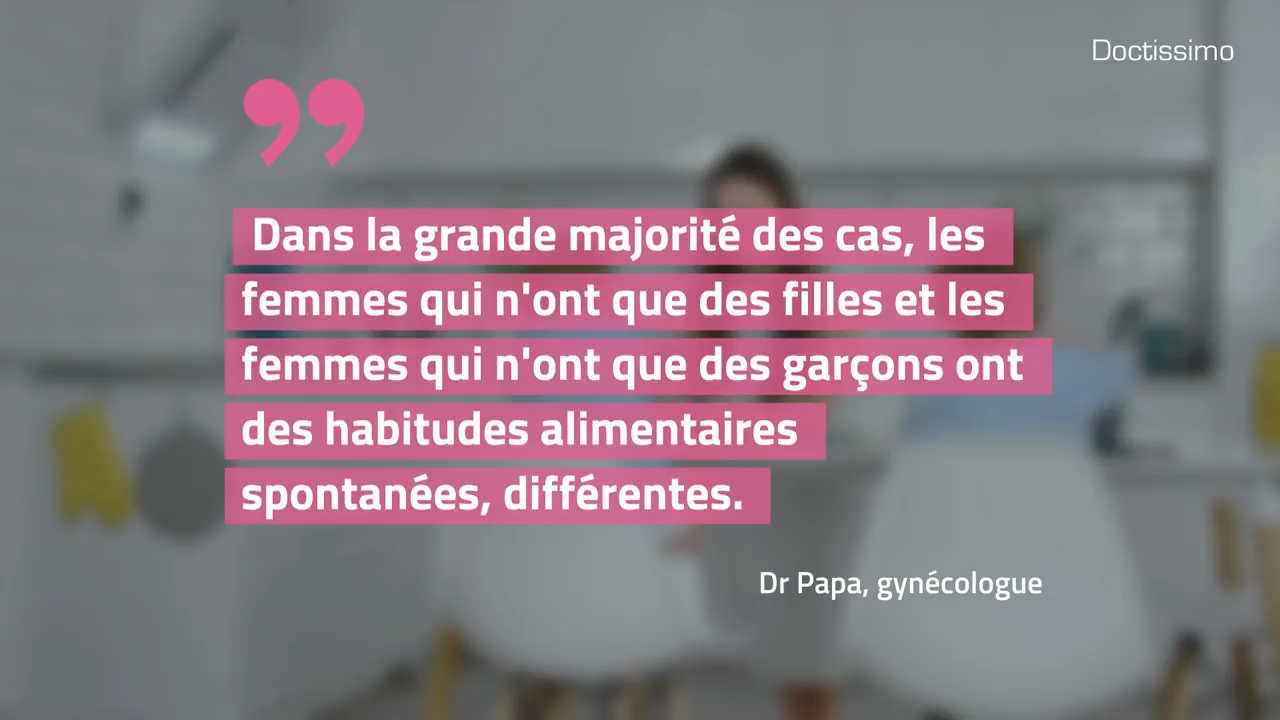 Doctissimo
”
Dans la grande majorité des cas, les
femmes qui n'ont que des filles et les
femmes qui n'ont que des garçons ont
des habitudes alimentaires
spontanées, différentes.
Dr Papa, gynécologue